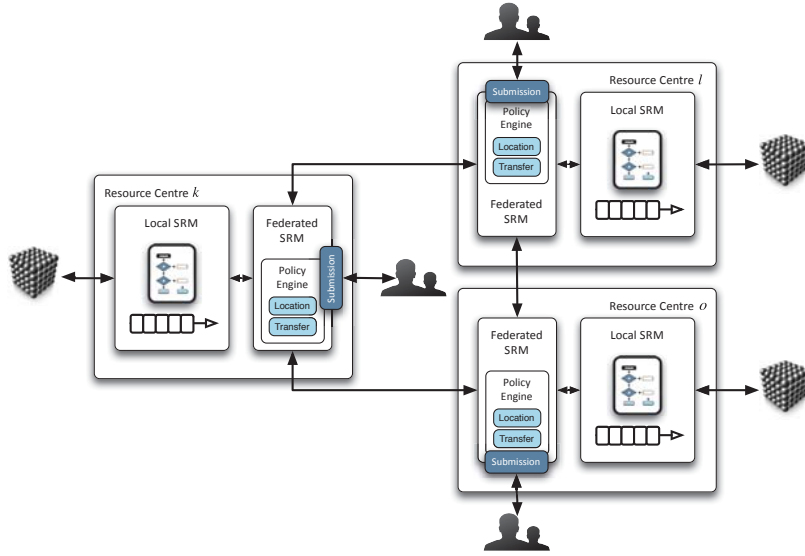 Resource Centre l
Submission
Policy
Engine
Location
Transfer
Federated
SRM
Local SRM
Resource Centre k
Local SRM
Federated
SRM
Policy
Engine
Location
Transfer
Submission
Resource Centre o
Federated
SRM
Policy
Engine
Location
Transfer
Submission
Local SRM